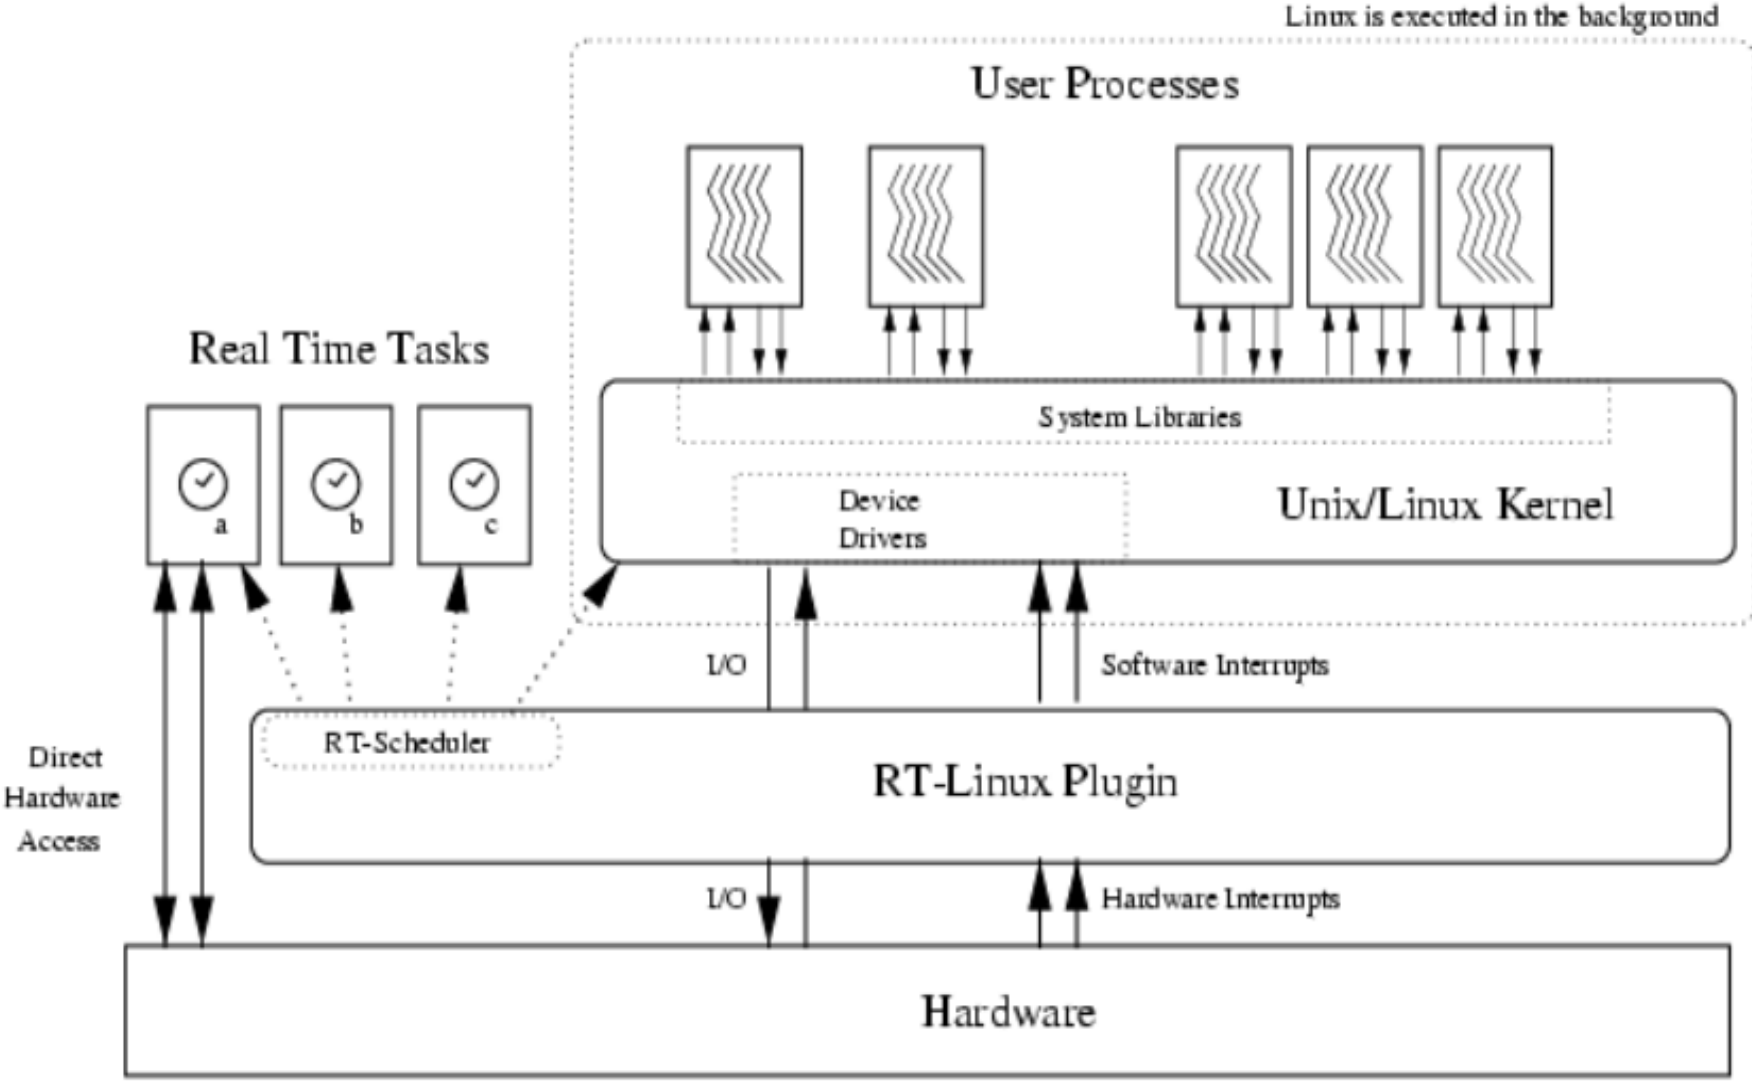 Linux is executed in the background
User Processes
Real Time Tasks
System Libraries
a
b
c
Device
Drivers
Unix/Linux Kernel
I/O
Software Interrupts
RT-Scheduler
Direct
Hardware
Access
RT-Linux Plugin
I/O
Hardware Interrupts
Hardware